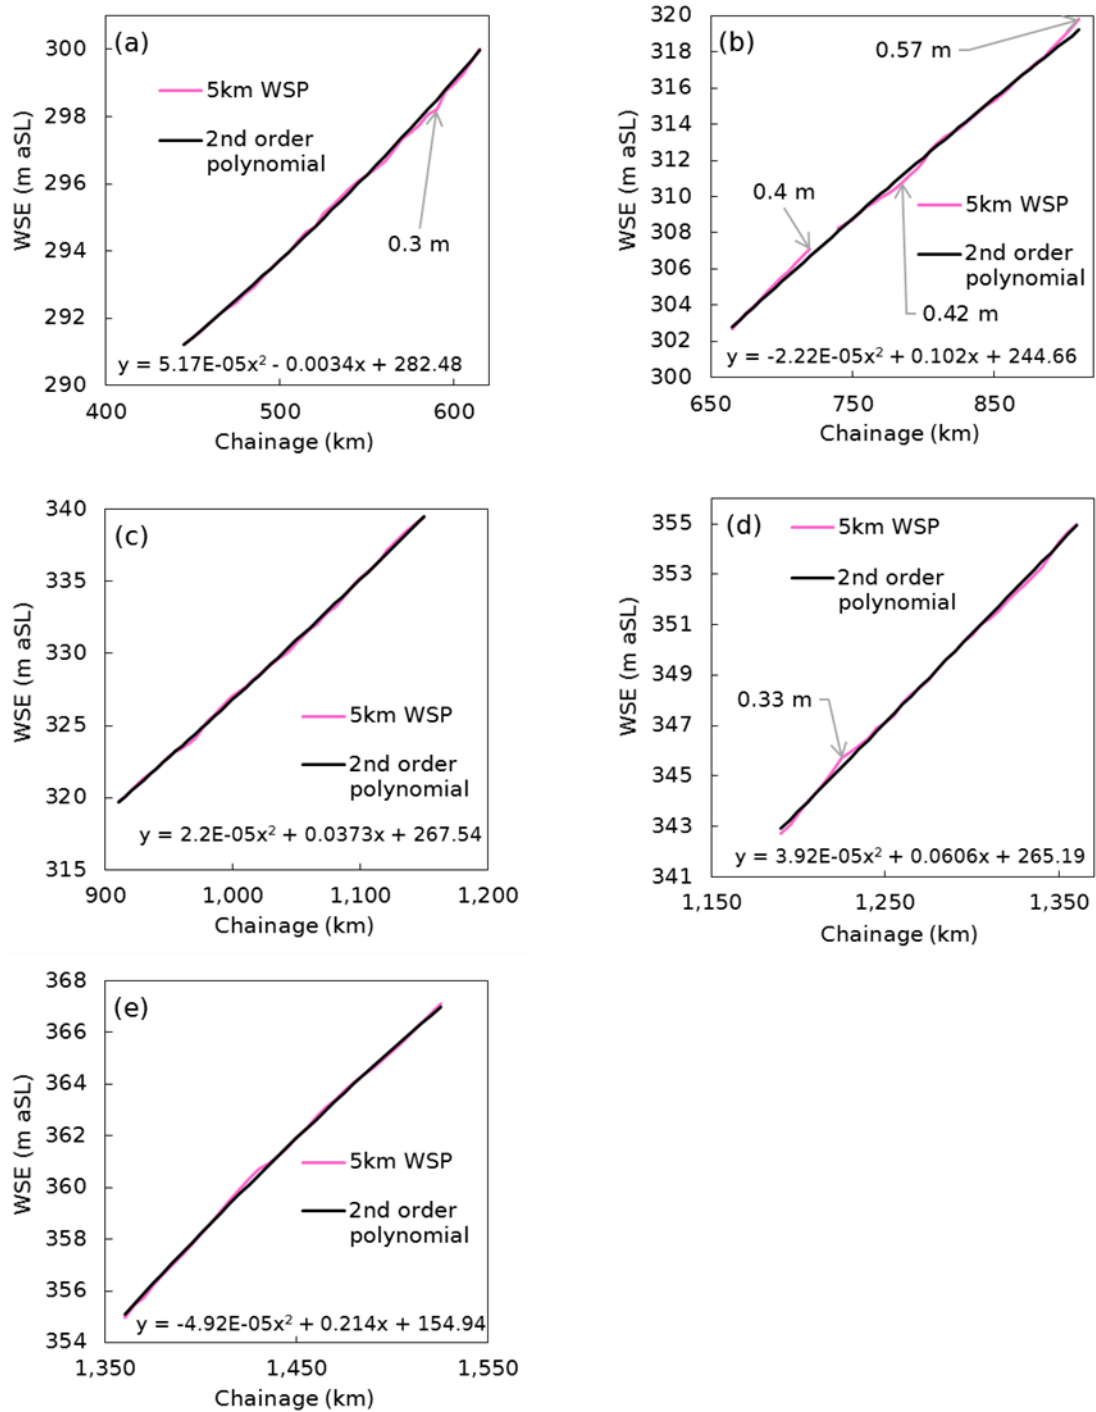 (a)
300
298
296
294
292
290
WSE (m aSL)
5km WSP
2nd order
polynomial
0.3 m
y = 5.17E-05x² - 0.0034x + 282.48
400
500
600
Chainage (km)
(b)
320
318
316
314
312
310
308
306
304
302
300
WSE (m aSL)
0.57 m
0.4 m
5km WSP
2nd order
polynomial
0.42 m
y = -2.22E-05x² + 0.102x + 244.66
650
750
850
Chainage (km)
(c)
340
335
330
325
320
315
WSE (m aSL)
5km WSP
2nd order
polynomial
y = 2.2E-05x² + 0.0373x + 267.54
900
1,000
1,100
1,200
Chainage (km)
(d)
355
353
351
349
347
345
343
341
WSE (m aSL)
5km WSP
2nd order
polynomial
0.33 m
y = 3.92E-05x² + 0.0606x + 265.19
1,150
1,250
1,350
Chainage (km)
(e)
368
366
364
362
360
358
356
354
WSE (m aSL)
5km WSP
2nd order
polynomial
y = -4.92E-05x² + 0.214x + 154.94
1,350
1,450
1,550
Chainage (km)